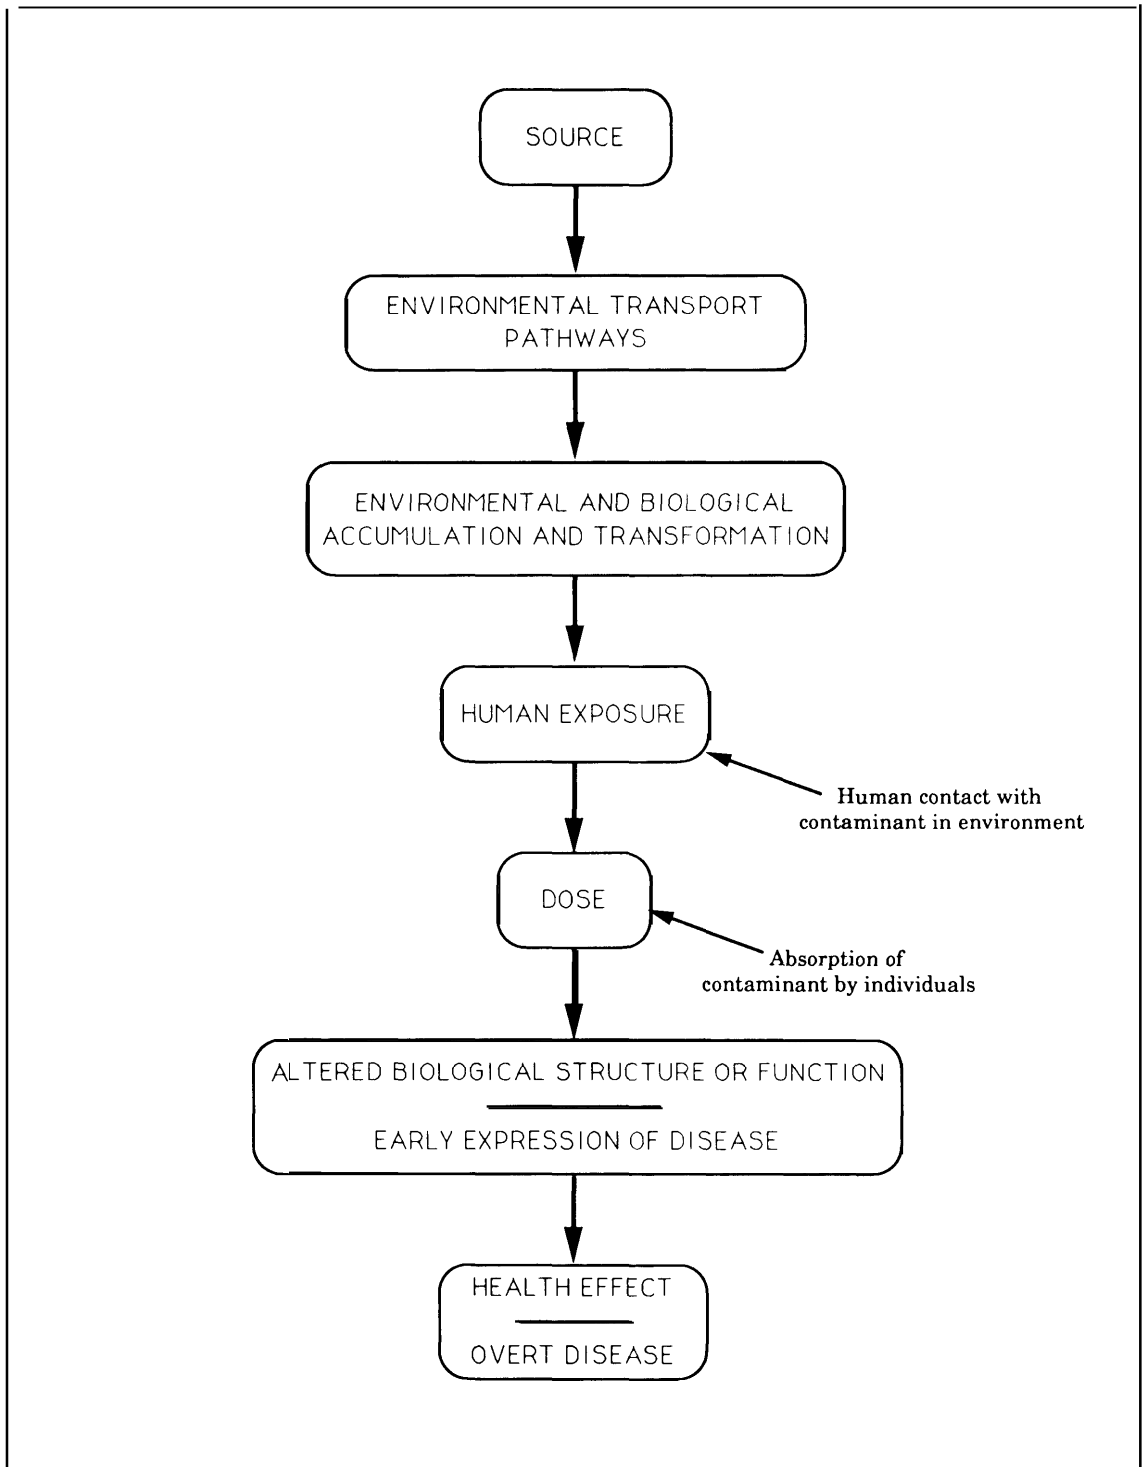 SOURCE
ENVIRONMENTAL TRANSPORT
PATHWAYS
ENVIRONMENTAL AND BIOLOGICAL
ACCUMULATION AND TRANSFORMATION
HUMAN EXPOSURE
Human contact with
contaminant in environment
DOSE
Absorption of
contaminant by individuals
ALTERED BIOLOGICAL STRUCTURE OR FUNCTION
EARLY EXPRESSION OF DISEASE
HEALTH EFFECT
OVERT DISEASE